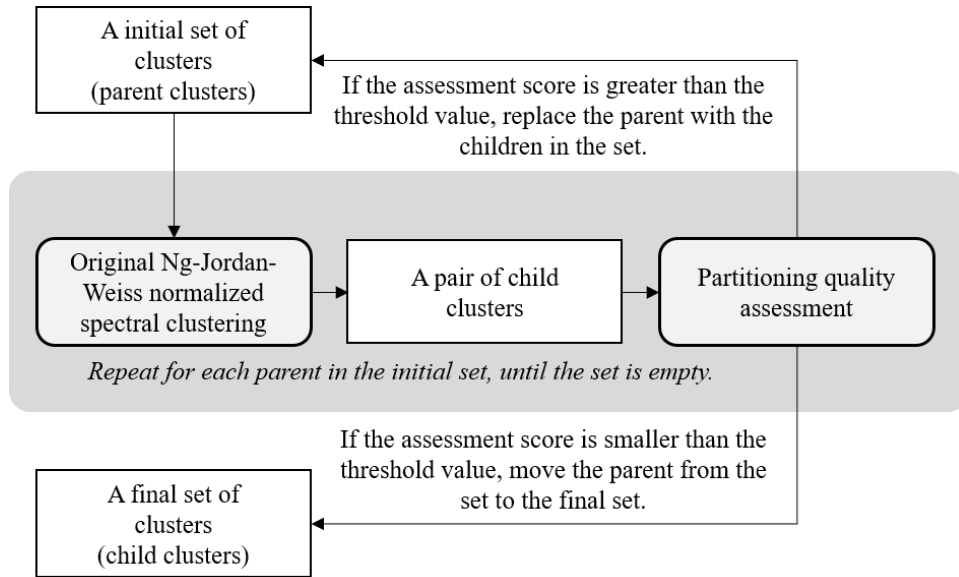 A initial set of
clusters
(parent clusters)
If the assessment score is greater than the
threshold value, replace the parent with the
children in the set.
Original Ng-Jordan-
Weiss normalized
spectral clustering
A pair of child
clusters
Partitioning quality
assessment
Repeat for each parent in the initial set, until the set is empty.
If the assessment score is smaller than the
threshold value, move the parent from the
set to the final set.
A final set of
clusters
(child clusters)